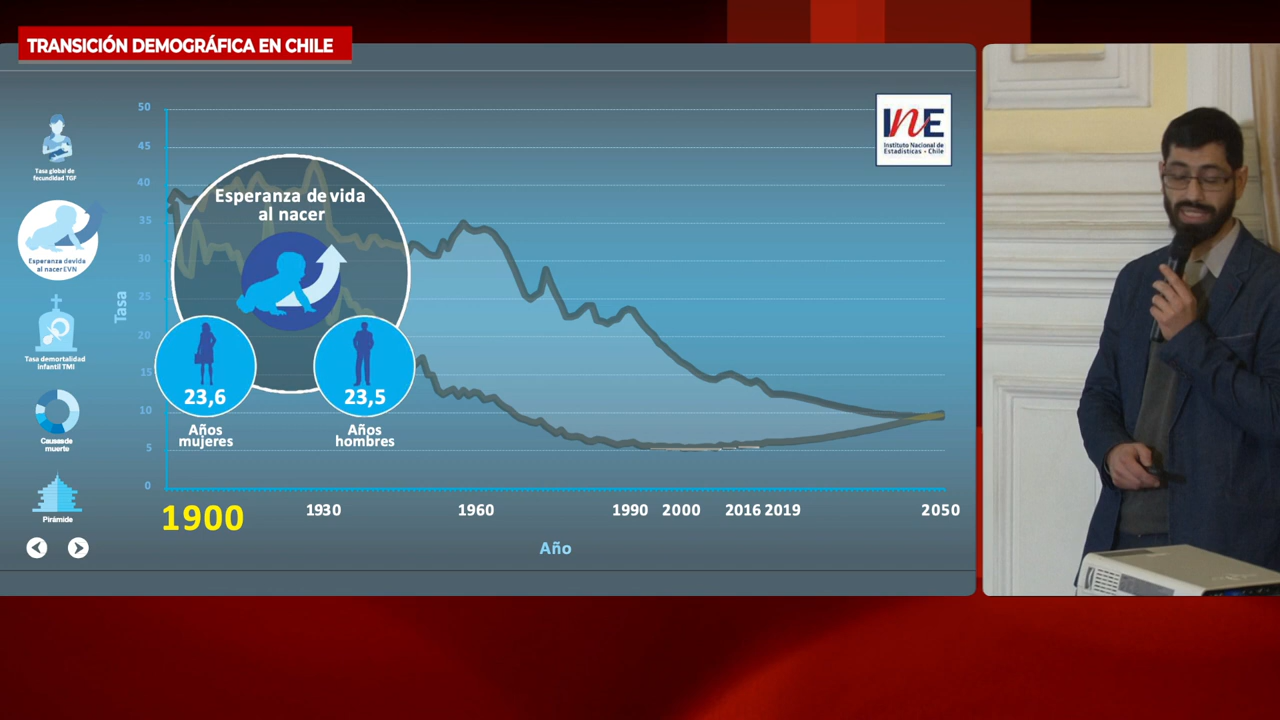 TRANSICIÓN DEMOGRÁFICA EN CHILE
INE
Instituto Nacional de
Estadísticas - Chile
Tasa global de
fecundidad TGF
Esperanza de vida
al nacer EVN
Tasa de mortalidad
infantil TMI
Causas de
muerte
Pirámide
Tasa
50
45
40
35
30
25
20
15
10
5
0
Esperanza de vida
al nacer
23,6
Años
mujeres
23,5
Años
hombres
1900
1930
1960
1990
2000
2016
2019
2050
Año